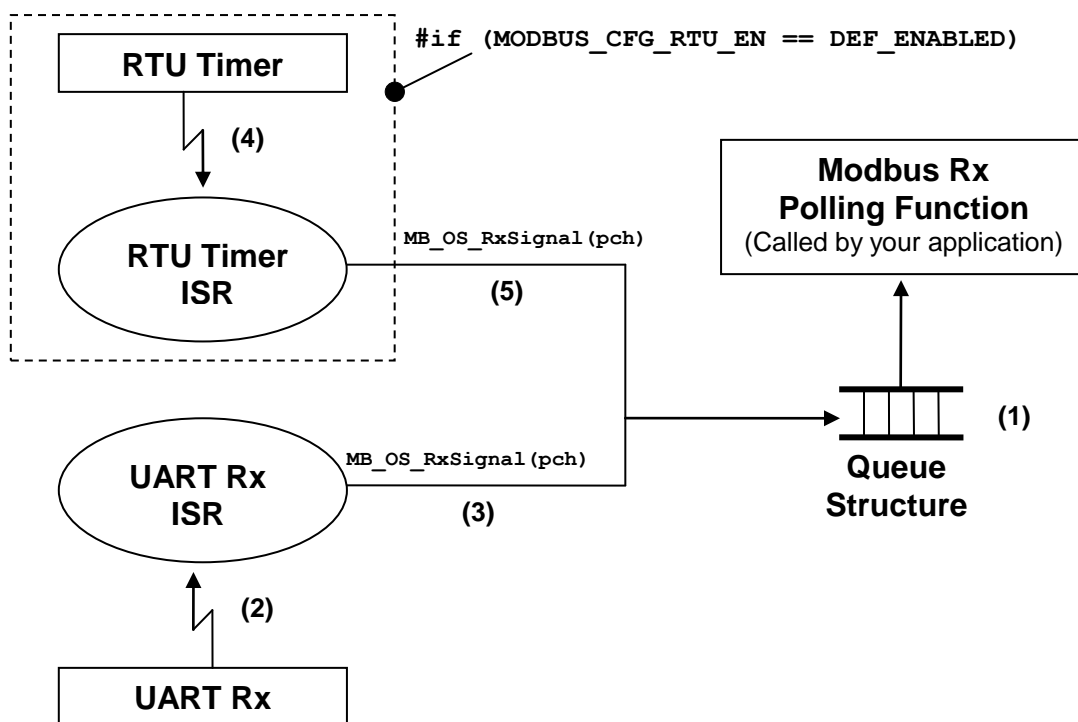 #if (MODBUS_CFG_RTU_EN == DEF_ENABLED)
RTU Timer
(4)
RTU Timer
ISR
MB_OS_RxSignal(pch)
(5)
Modbus Rx
Polling Function
(Called by your application)
(1)
Queue
Structure
UART Rx
ISR
MB_OS_RxSignal(pch)
(3)
(2)
UART Rx